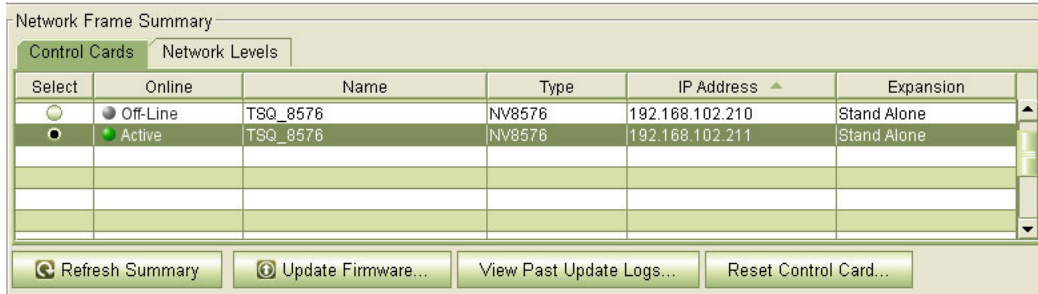 Network Frame Summary
Control Cards Network Levels
Select Online Name Type IP Address Expansion
Off-Line TSQ_8576 NV8576 192.168.102.210 Stand Alone
Active TSQ_8576 NV8576 192.168.102.211 Stand Alone
Refresh Summary Update Firmware... View Past Update Logs... Reset Control Card...